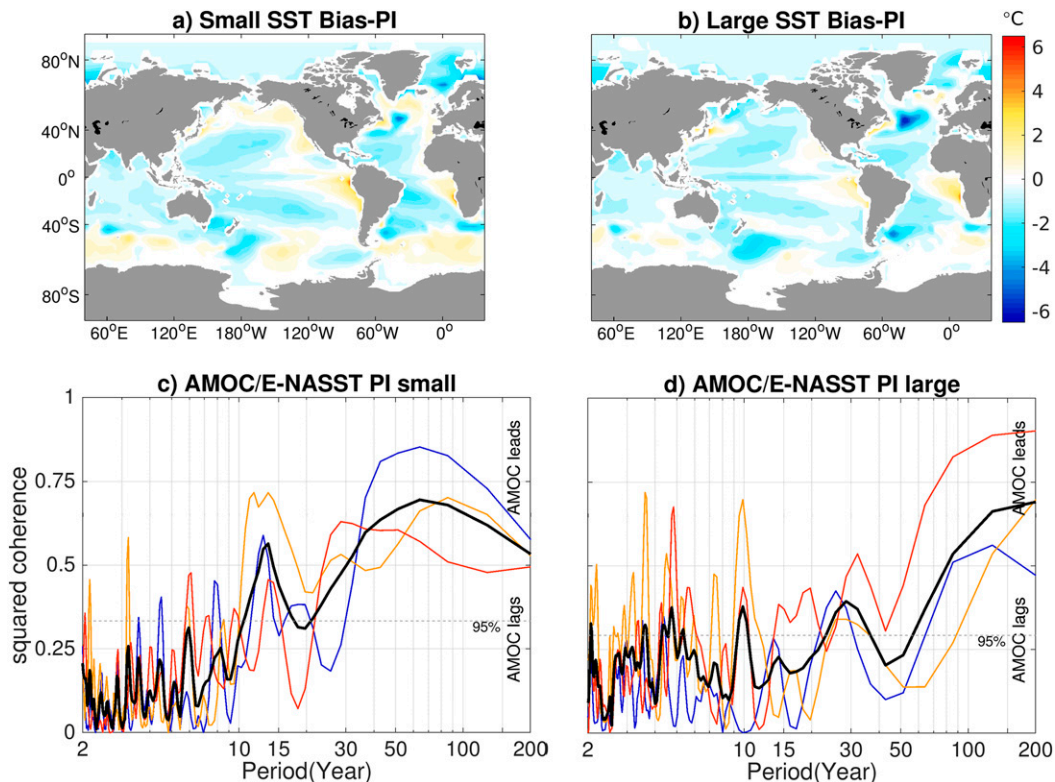 a) Small SST Bias-PI
b) Large SST Bias-PI
°C
80°N
40°N
0°
40°S
80°S
60°E 120°E 180°W 120°W 60°W 0°
60°E 120°E 180°W 120°W 60°W 0°
6
4
2
0
-2
-4
-6
c) AMOC/E-NASST PI small
d) AMOC/E-NASST PI large
squared coherence
1
0.75
0.5
0.25
0
AMOC leads
95%
AMOC lags
AMOC leads
95%
AMOC lags
2 10 15 30 50 100 200
2 10 15 30 50 100 200
Period(Year)
Period(Year)